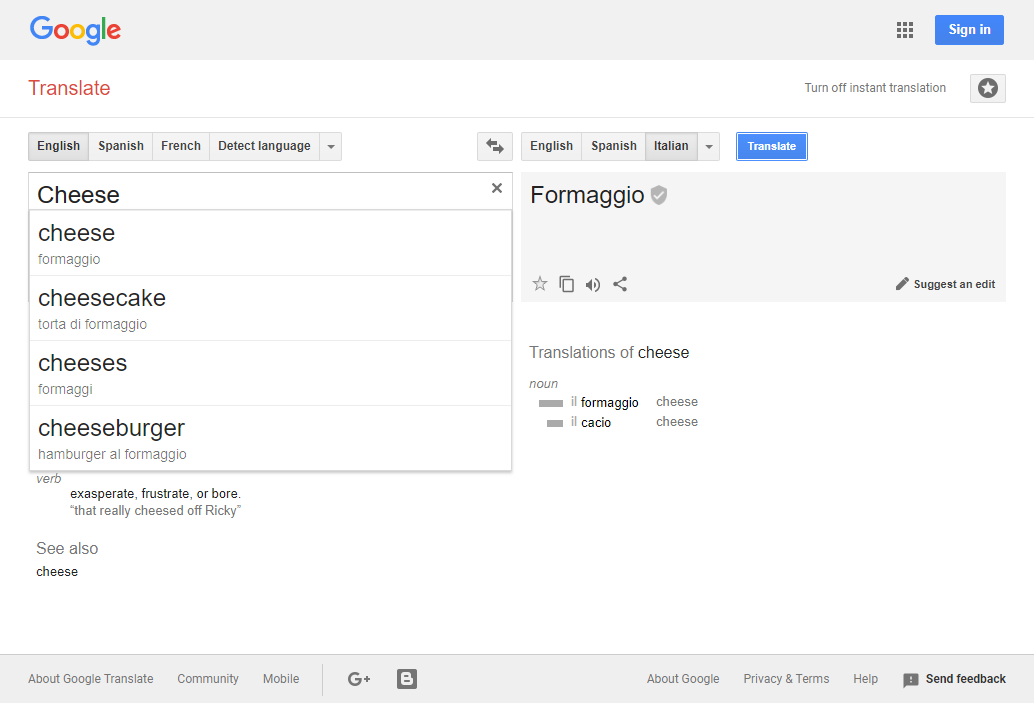 Google
Sign in
Translate
Turn off instant translation
English Spanish French Detect language
English Spanish Italian
Translate
Cheese
Formaggio
cheese
formaggio
cheesecake
torta di formaggio
cheeses
formaggi
cheeseburger
hamburger al formaggio
Suggest an edit
Translations of cheese
noun
il formaggio cheese
il cacio cheese
verb
exasperate, frustrate, or bore.
“that really cheesed off Ricky”
See also
cheese
About Google Translate Community Mobile G+ B About Google Privacy & Terms Help Send feedback